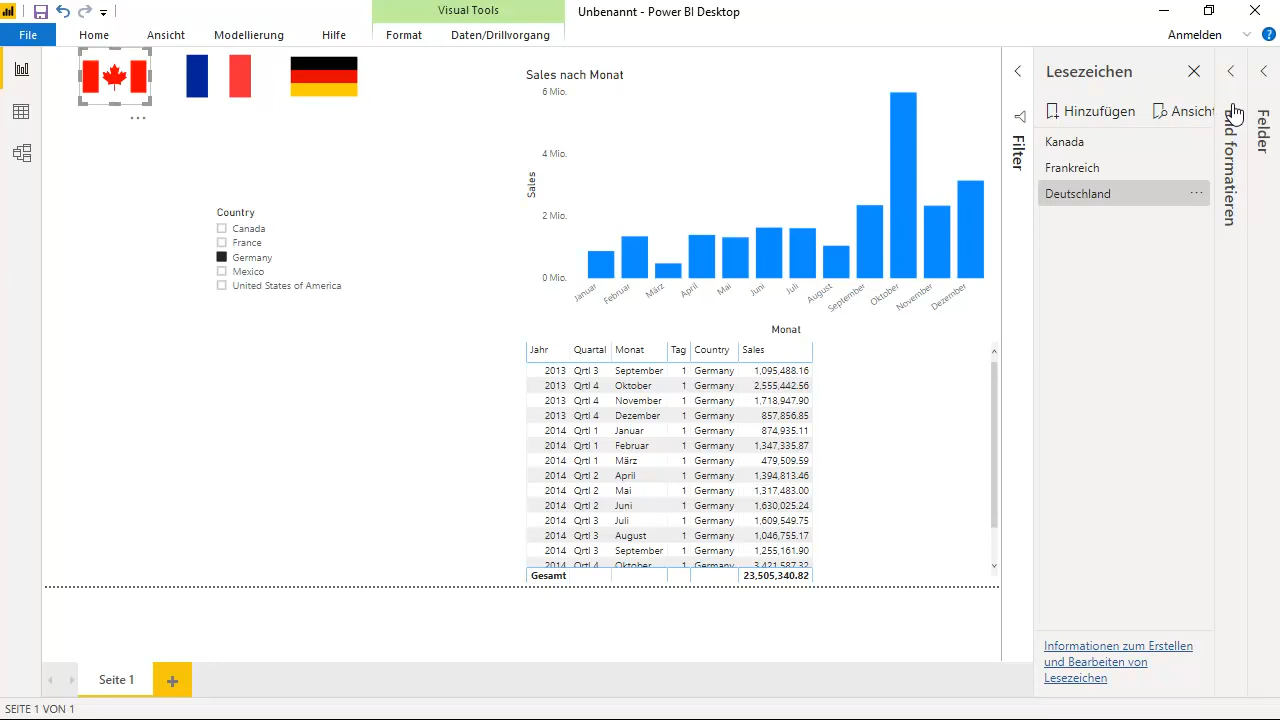 Visual Tools
Unbenannt - Power BI Desktop
File Home Ansicht Modellierung Hilfe Format Daten/Drillvorgang Anmelden
Sales nach Monat
6 Mio.
4 Mio.
2 Mio.
0 Mio.
Sales
Januar Februar März April Mai Juni Juli August September Oktober November Dezember
Monat
Country
Canada
France
Germany
Mexico
United States of America
Jahr Quartal Monat Tag Country Sales
2013 Qrtl 3 September 1 Germany 1,095,488.16
2013 Qrtl 4 Oktober 1 Germany 2,555,442.56
2013 Qrtl 4 November 1 Germany 1,718,947.90
2013 Qrtl 4 Dezember 1 Germany 857,856.85
2014 Qrtl 1 Januar 1 Germany 874,935.11
2014 Qrtl 1 Februar 1 Germany 1,347,335.87
2014 Qrtl 1 März 1 Germany 479,509.59
2014 Qrtl 2 April 1 Germany 1,394,813.46
2014 Qrtl 2 Mai 1 Germany 1,317,483.00
2014 Qrtl 2 Juni 1 Germany 1,630,025.24
2014 Qrtl 3 Juli 1 Germany 1,609,549.75
2014 Qrtl 3 August 1 Germany 1,046,755.17
2014 Qrtl 3 September 1 Germany 1,255,161.90
2014 Qrtl 4 Oktober 1 Germany 3,421,587.32
Gesamt 23,505,340.82
Filter
Lesezeichen
Hinzufügen Ansicht
Kanada
Frankreich
Deutschland
Informationen zum Erstellen
und Bearbeiten von
Lesezeichen
Bild formatieren
Felder
Seite 1
SEITE 1 VON 1